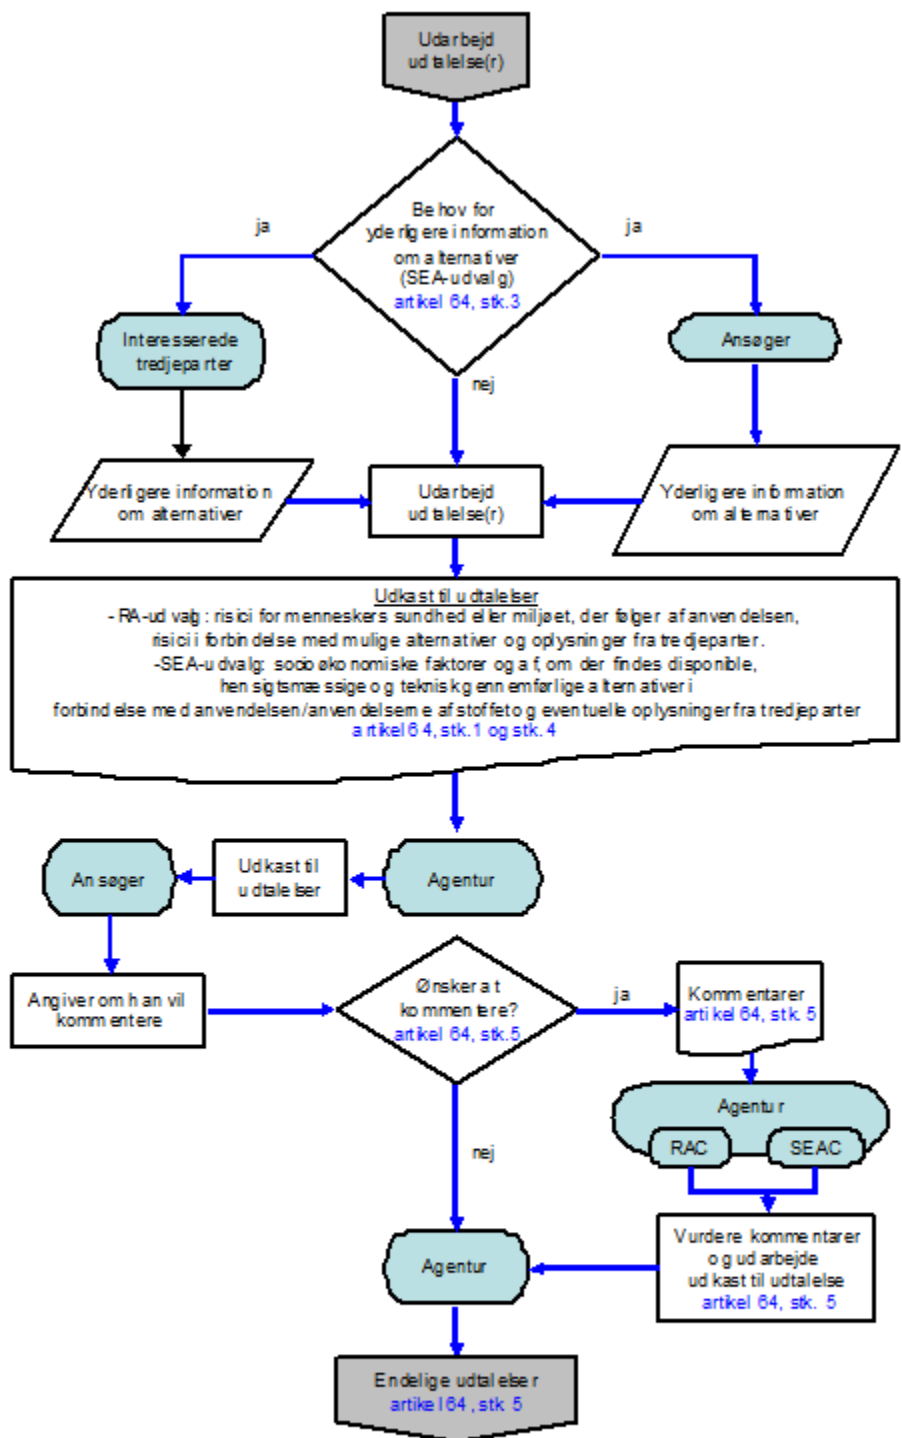 Udarbejd
udtalelse(r)
Behov for
yderligere information
om alternativer
(SEA-udvalg)
artikel 64, stk.3
ja
ja
Interesserede
tredjeparter
Ansøger
nej
Yderligere information
om alternativer
Udarbejd
udtalelse(r)
Yderligere information
om alternativer
Udkast til udtalelser
- RA-udvalg: risici for menneskers sundhed eller miljøet, der følger af anvendelsen,
risici i forbindelse med mulige alternativer og oplysninger fra tredjeparter.
-SEA-udvalg: socioøkonomiske faktorer og af, om der findes disponible,
hensigtsmæssige og teknisk gennemførlige alternativer i
forbindelse med anvendelsen/anvendelserne af stoffet og eventuelle oplysninger fra tredjeparter
artikel 64, stk.1 og stk. 4
Ansøger
Udkast til
udtalelser
Agentur
Angiver om han vil
kommentere
Ønsker at
kommentere?
artikel 64, stk.5
ja
Kommentarer
artikel 64, stk. 5
Agentur
RAC
SEAC
nej
Vurdere kommentarer
og udarbejde
udkast til udtalelse
artikel 64, stk. 5
Agentur
Endelige udtalelser
artikel 64, stk 5